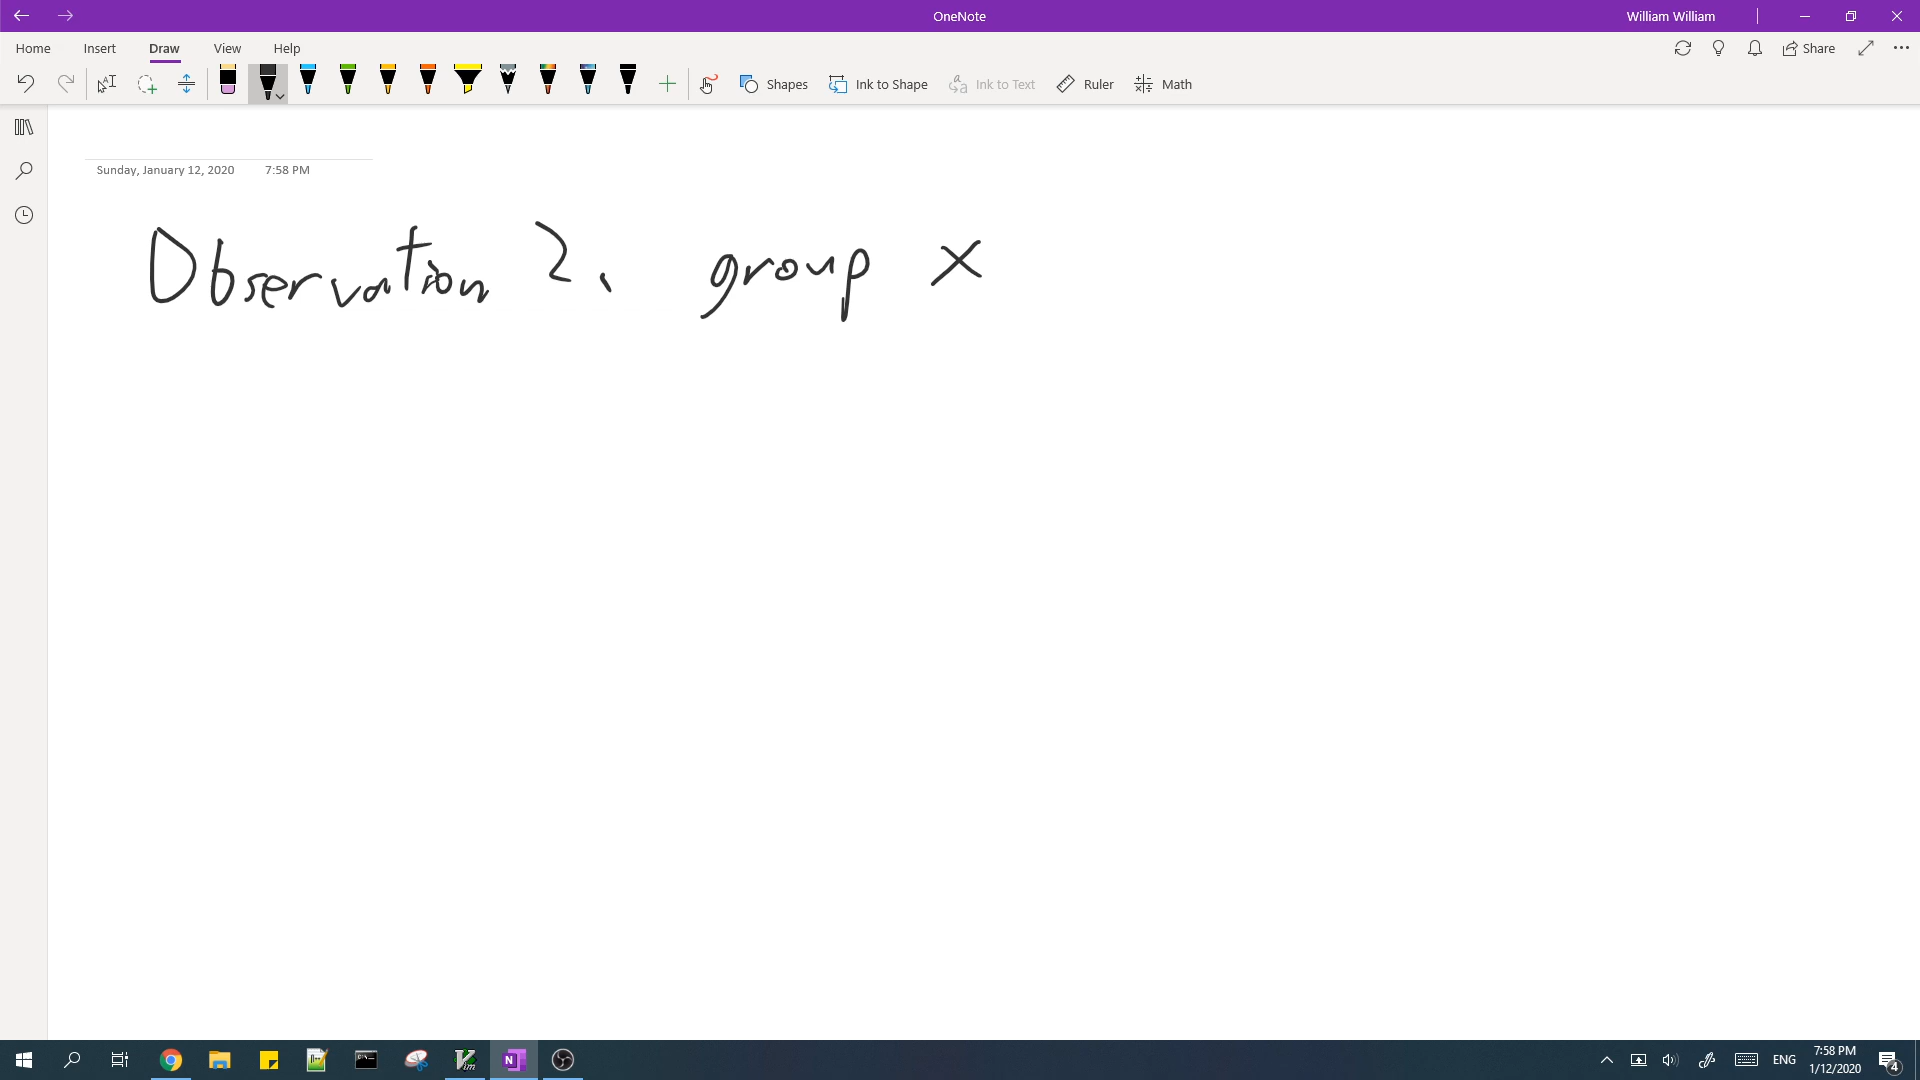 OneNote
William William
Home Insert Draw View Help
Share
Shapes Ink to Shape Ink to Text Ruler Math
Sunday, January 12, 2020 7:58 PM
Observation 2. group X
ENG
7:58 PM
1/12/2020
4